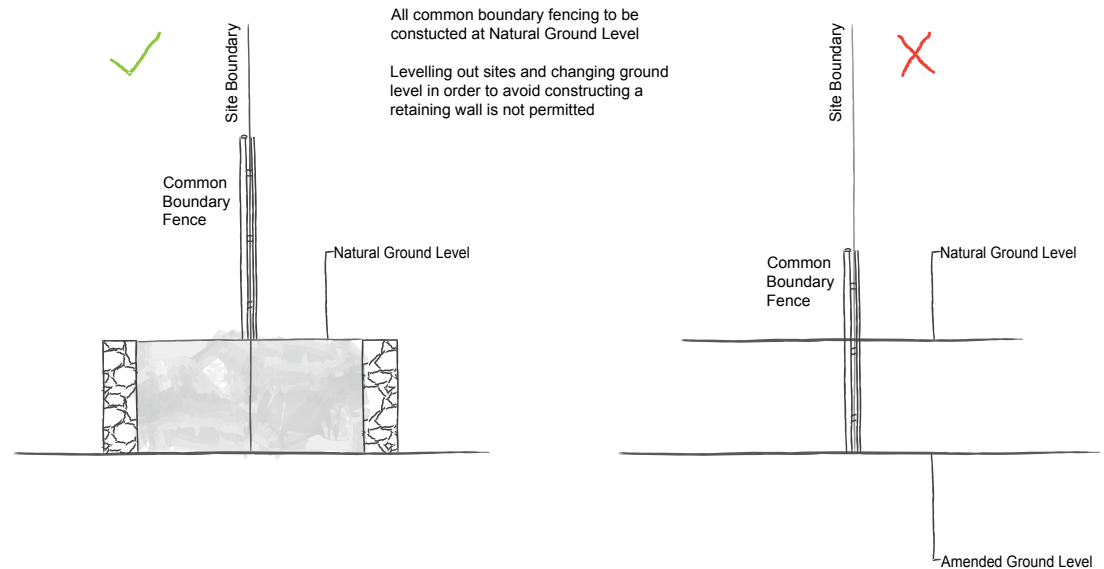 All common boundary fencing to be
constucted at Natural Ground Level
Levelling out sites and changing ground
level in order to avoid constructing a
retaining wall is not permitted
Site Boundary
Common
Boundary
Fence
Natural Ground Level
Site Boundary
Common
Boundary
Fence
Natural Ground Level
Amended Ground Level